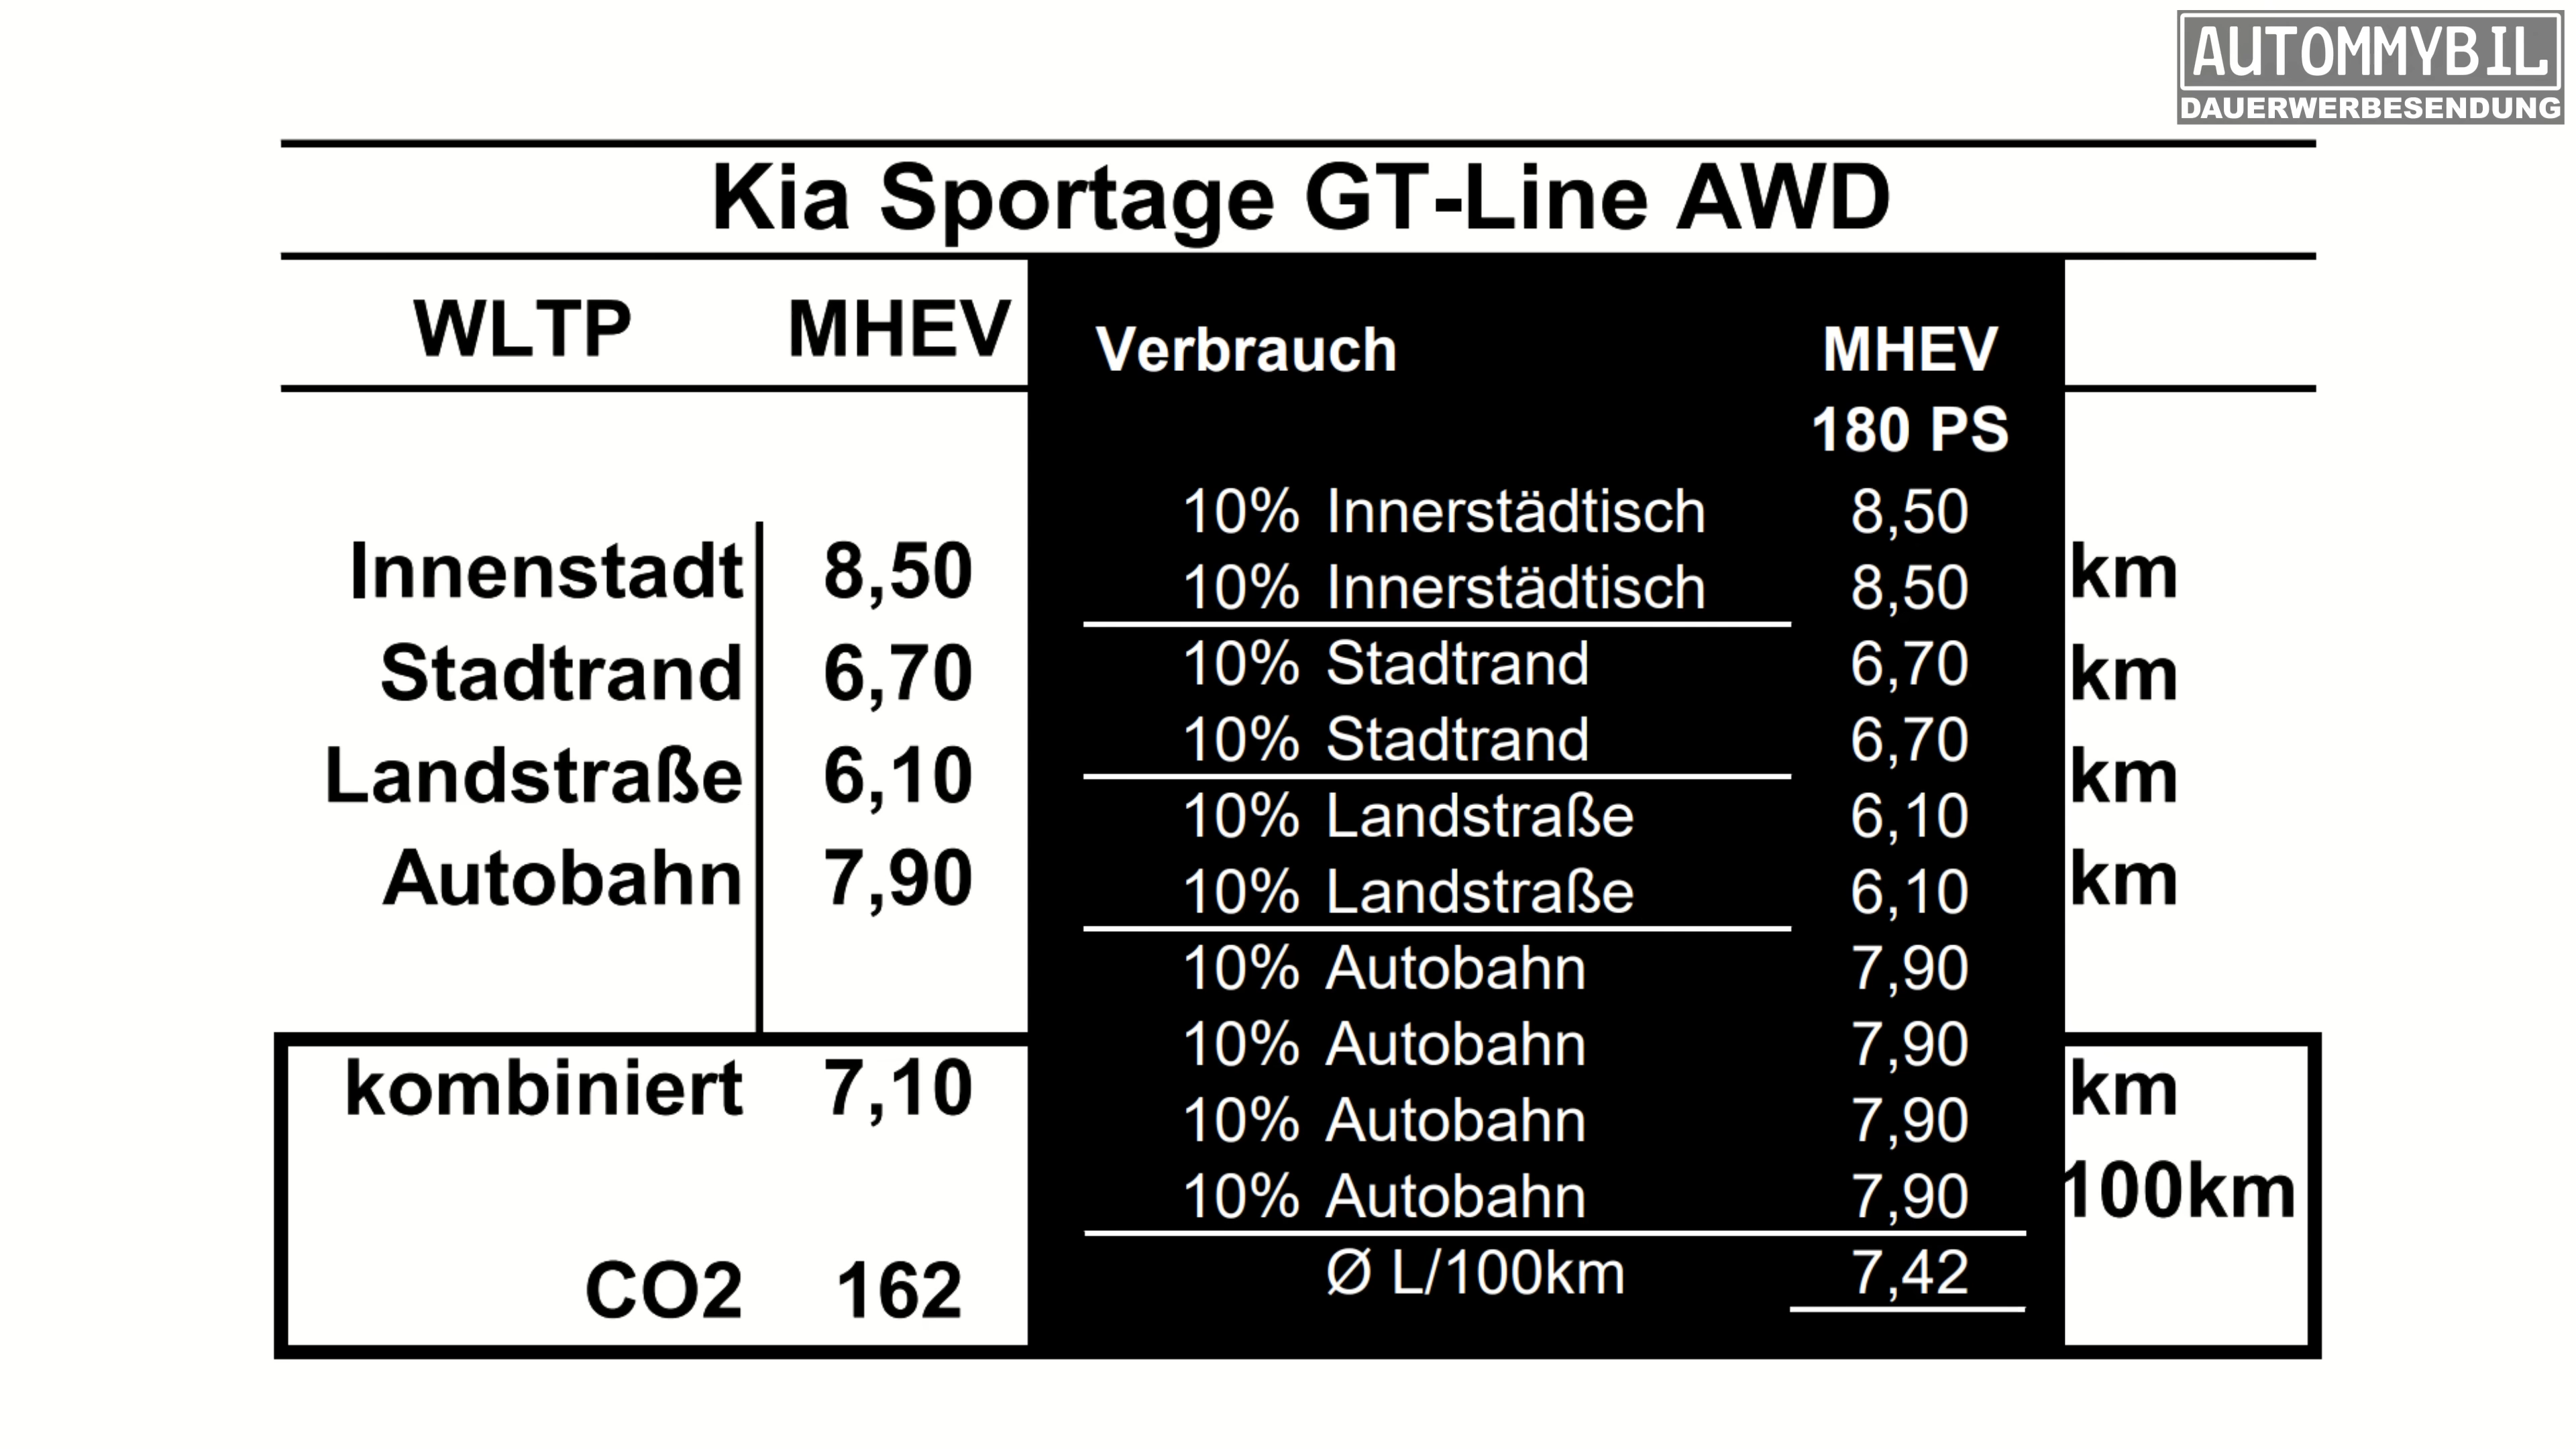 AUTOMMYBIL
DAUERWERBESENDUNG
Kia Sportage GT-Line AWD
WLTP MHEV
Innenstadt 8,50 km
Stadtrand 6,70 km
Landstraße 6,10 km
Autobahn 7,90 km
kombiniert 7,10 km
100km
CO2 162
Verbrauch MHEV
180 PS
10% Innerstädtisch 8,50
10% Innerstädtisch 8,50
10% Stadtrand 6,70
10% Stadtrand 6,70
10% Landstraße 6,10
10% Landstraße 6,10
10% Autobahn 7,90
10% Autobahn 7,90
10% Autobahn 7,90
10% Autobahn 7,90
Ø L/100km 7,42